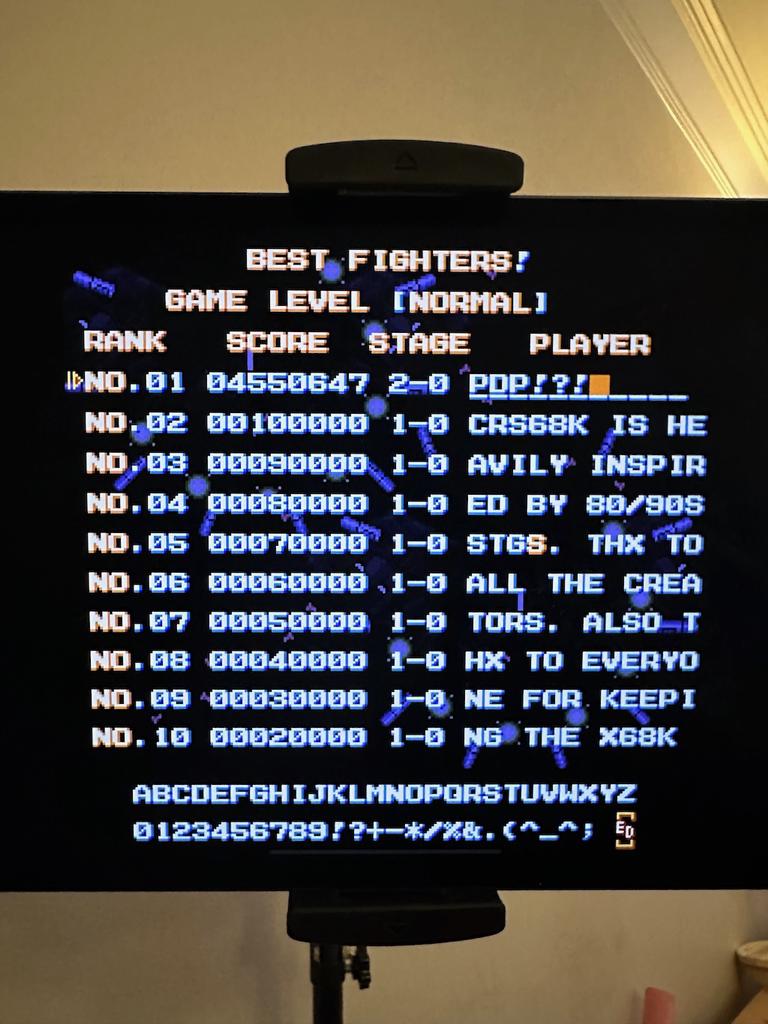 BEST FIGHTERS!
GAME LEVEL [NORMAL]
RANK SCORE STAGE PLAYER
NO.01 04550647 2-0 PDP!?!
NO.02 00100000 1-0 CRS68K IS HE
NO.03 00090000 1-0 AVILY INSPIR
NO.04 00080000 1-0 ED BY 80/90S
NO.05 00070000 1-0 STGS. THX TO
NO.06 00060000 1-0 ALL THE CREA
NO.07 00050000 1-0 TORS. ALSO T
NO.08 00040000 1-0 HX TO EVERYO
NO.09 00030000 1-0 NE FOR KEEPI
NO.10 00020000 1-0 NG THE X68K
ABCDEFGHIJKLMNOPQRSTUVWXYZ
0123456789!?+-*/%&.(^_^; ED